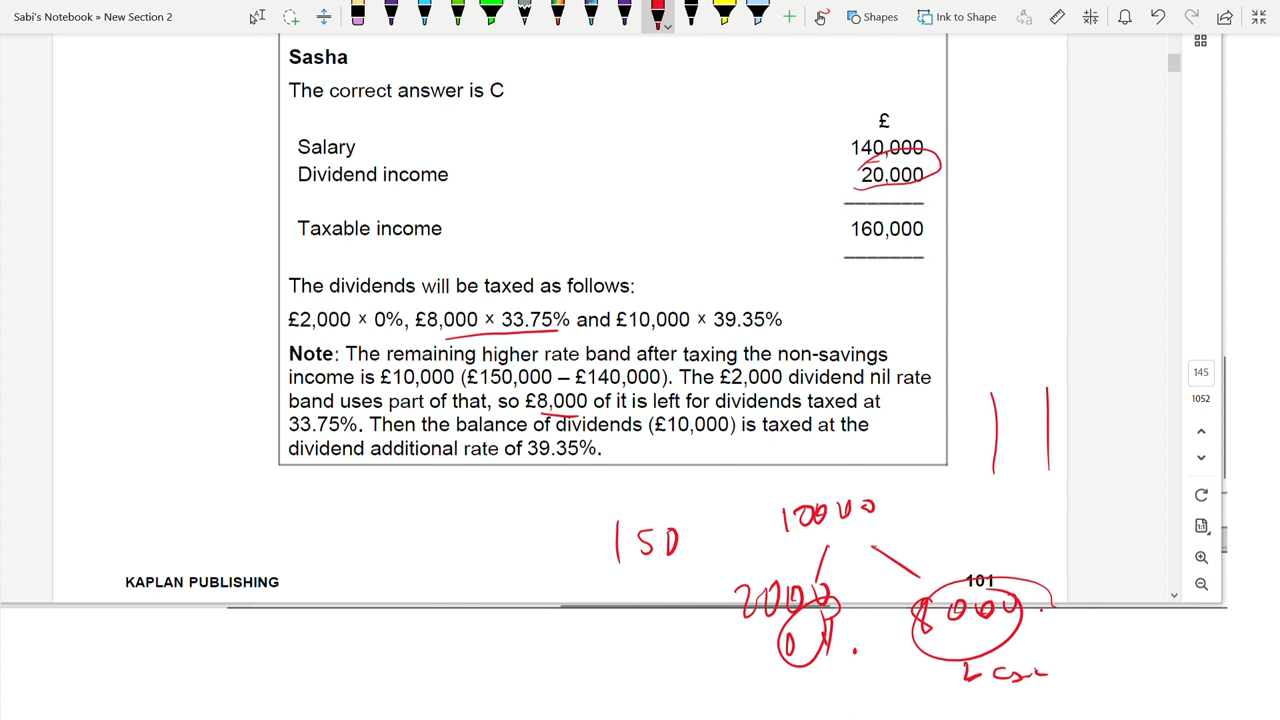 Sabi's Notebook » New Section 2
Shapes
Ink to Shape
Sasha
The correct answer is C
£
Salary 140,000
Dividend income 20,000
Taxable income 160,000
The dividends will be taxed as follows:
£2,000 × 0%, £8,000 × 33.75% and £10,000 × 39.35%
Note: The remaining higher rate band after taxing the non-savings
income is £10,000 (£150,000 – £140,000). The £2,000 dividend nil rate
band uses part of that, so £8,000 of it is left for dividends taxed at
33.75%. Then the balance of dividends (£10,000) is taxed at the
dividend additional rate of 39.35%.
145
1052
10000
150
KAPLAN PUBLISHING
101
2000
8000
0